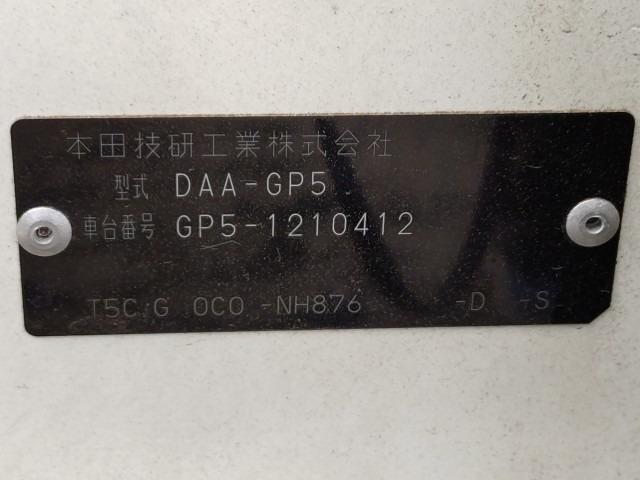 本田技研工業株式会社
型式 DAA-GP5
車台番号 GP5-1210412
T5C G 0C0 -NH876 -D -S